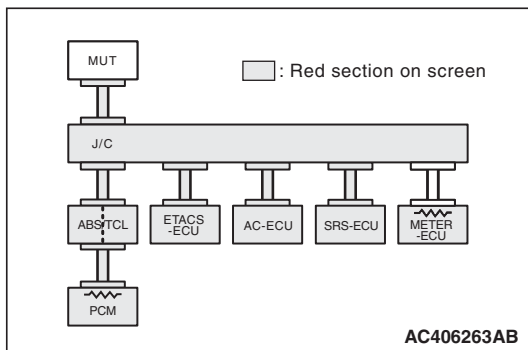 MUT
: Red section on screen
J/C
ABS/TCL
ETACS
-ECU
AC-ECU
SRS-ECU
METER
-ECU
PCM
AC406263AB